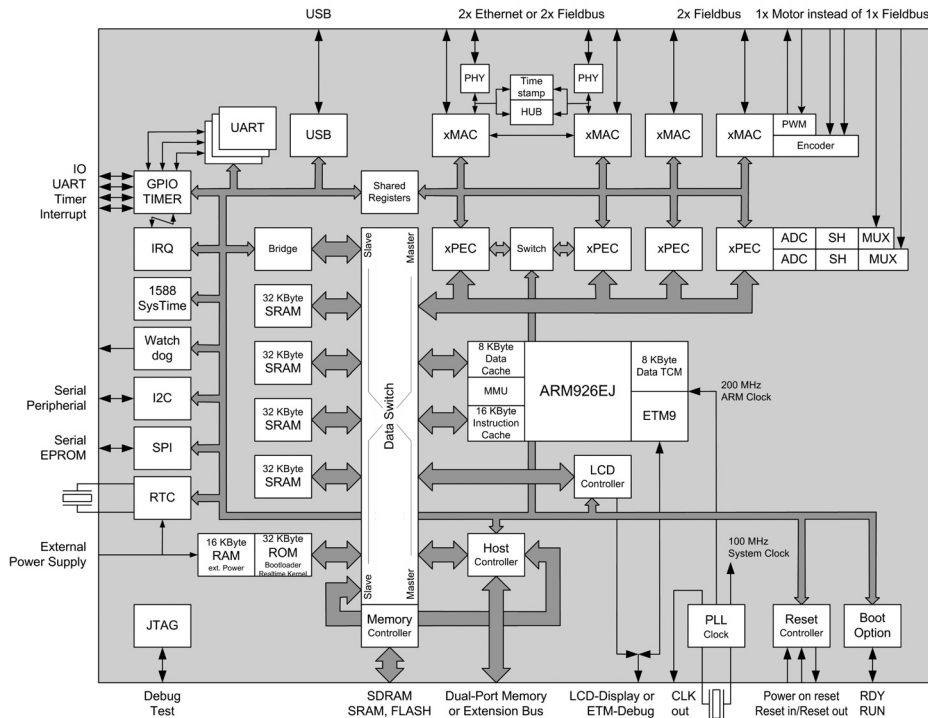 USB
2x Ethernet or 2x Fieldbus
2x Fieldbus
1x Motor instead of 1x Fieldbus
PHY
Time
stamp
HUB
PHY
UART
USB
xMAC
xMAC
xMAC
xMAC
PWM
Encoder
IO
UART
Timer
Interrupt
GPIO
TIMER
Shared
Registers
IRQ
Bridge
Slave
Master
xPEC
Switch
xPEC
xPEC
xPEC
ADC
SH
MUX
ADC
SH
MUX
1588
SysTime
32 KByte
SRAM
Watch
dog
32 KByte
SRAM
8 KByte
Data
Cache
MMU
16 KByte
Instruction
Cache
ARM926EJ
8 KByte
Data TCM
ETM9
200 MHz
ARM Clock
Serial
Peripherial
I2C
32 KByte
SRAM
Data Switch
Serial
EPROM
SPI
32 KByte
SRAM
LCD
Controller
RTC
External
Power Supply
16 KByte
RAM
ext. Power
32 KByte
ROM
Bootloader
Realtime Kernel
Host
Controller
100 MHz
System Clock
Slave
Master
JTAG
Memory
Controller
PLL
Clock
Reset
Controller
Boot
Option
Debug
Test
SDRAM
SRAM, FLASH
Dual-Port Memory
or Extension Bus
LCD-Display or
ETM-Debug
CLK
out
Power on reset
Reset in/Reset out
RDY
RUN